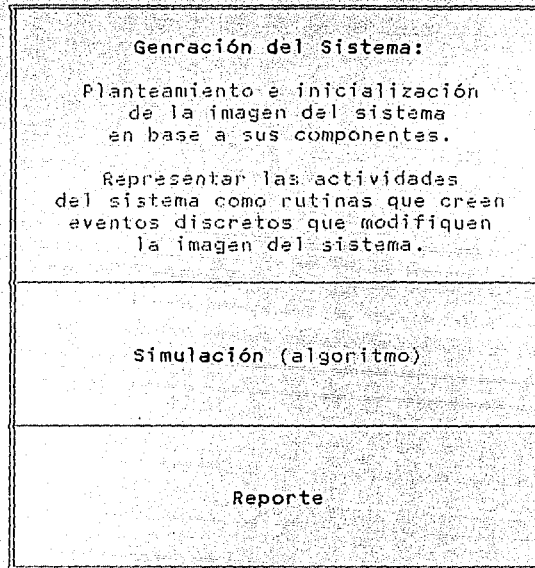 Genración del Sistema:
Planteamiento e inicialización
de la imagen del sistema
en base a sus componentes.
Representar las actividades
del sistema como rutinas que creen
eventos discretos que modifiquen
la imagen del sistema.
Simulación (algoritmo)
Reporte